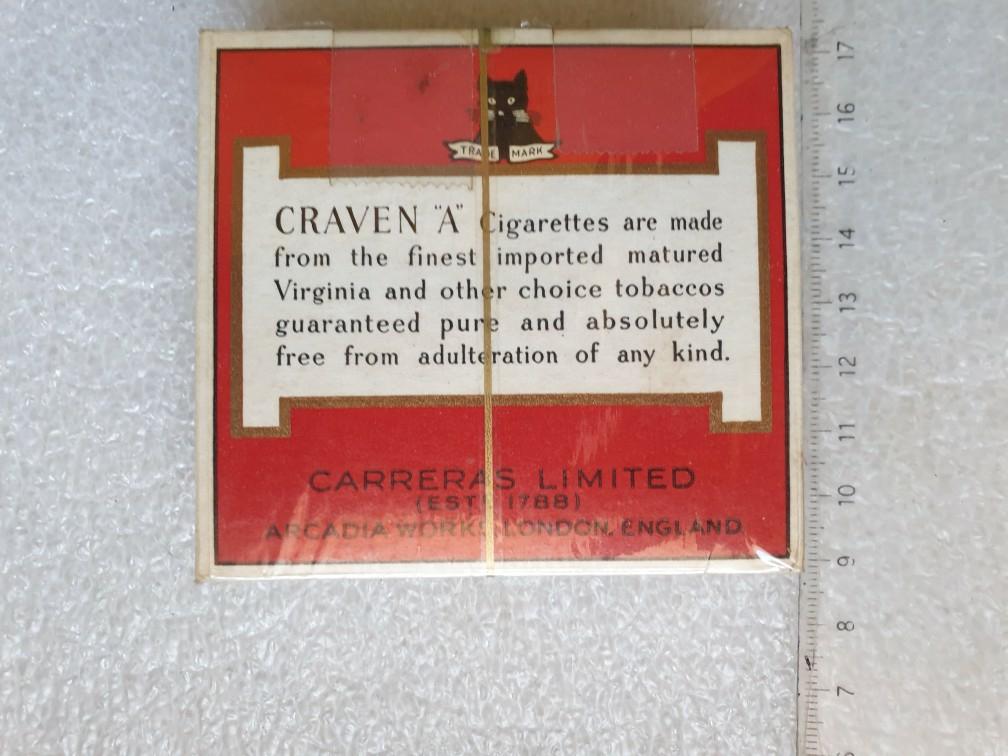 TRADE MARK
CRAVEN "A" Cigarettes are made
from the finest imported matured
Virginia and other choice tobaccos
guaranteed pure and absolutely
free from adulteration of any kind.
CARRERAS LIMITED
(ESTD 1788)
ARCADIA WORKS, LONDON, ENGLAND
17
16
15
14
13
12
11
10
9
8
7